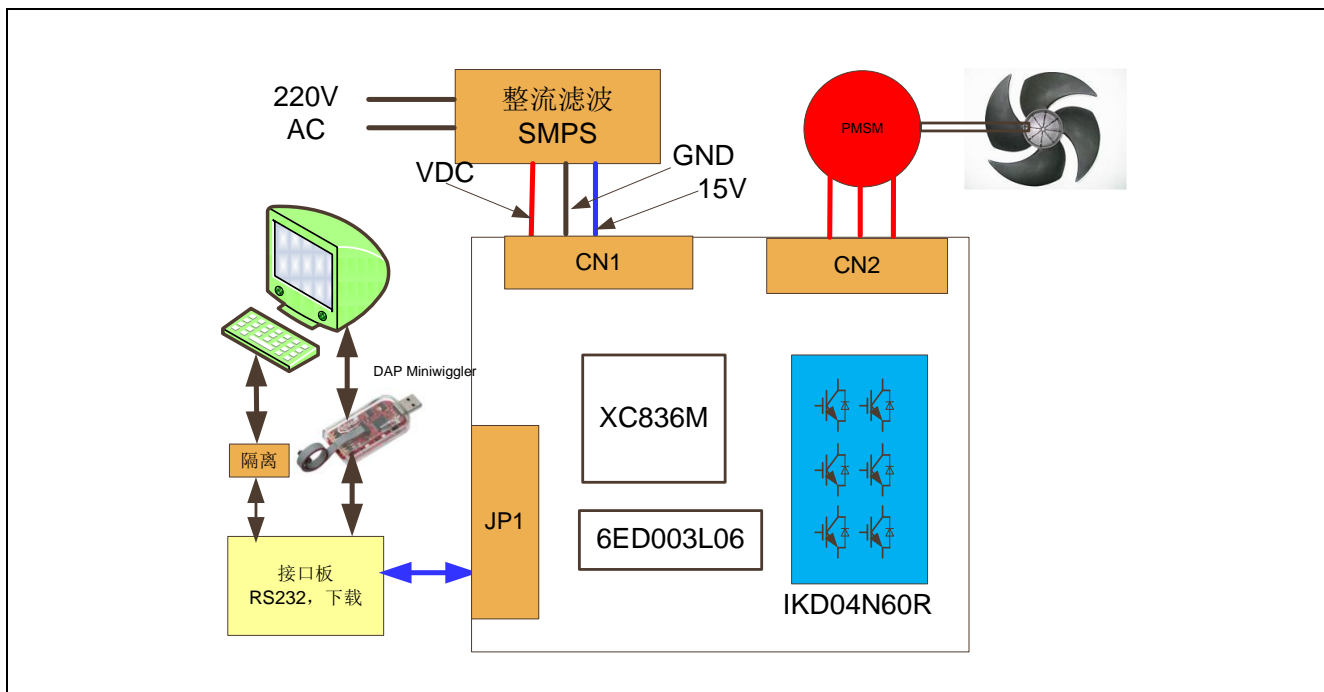 220V
AC
整流滤波
SMPS
VDC
GND
15V
PMSM
CN1
CN2
DAP Miniwiggler
XC836M
隔离
JP1
6ED003L06
接口板
RS232，下载
IKD04N60R